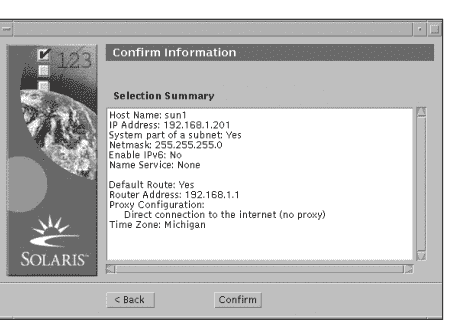 123
Confirm Information
Selection Summary
Host Name: sun1
IP Address: 192.168.1.201
System part of a subnet: Yes
Netmask: 255.255.255.0
Enable IPv6: No
Name Service: None
Default Route: Yes
Router Address: 192.168.1.1
Proxy Configuration:
Direct connection to the internet (no proxy)
Time Zone: Michigan
Sun
SOLARIS™
< Back
Confirm